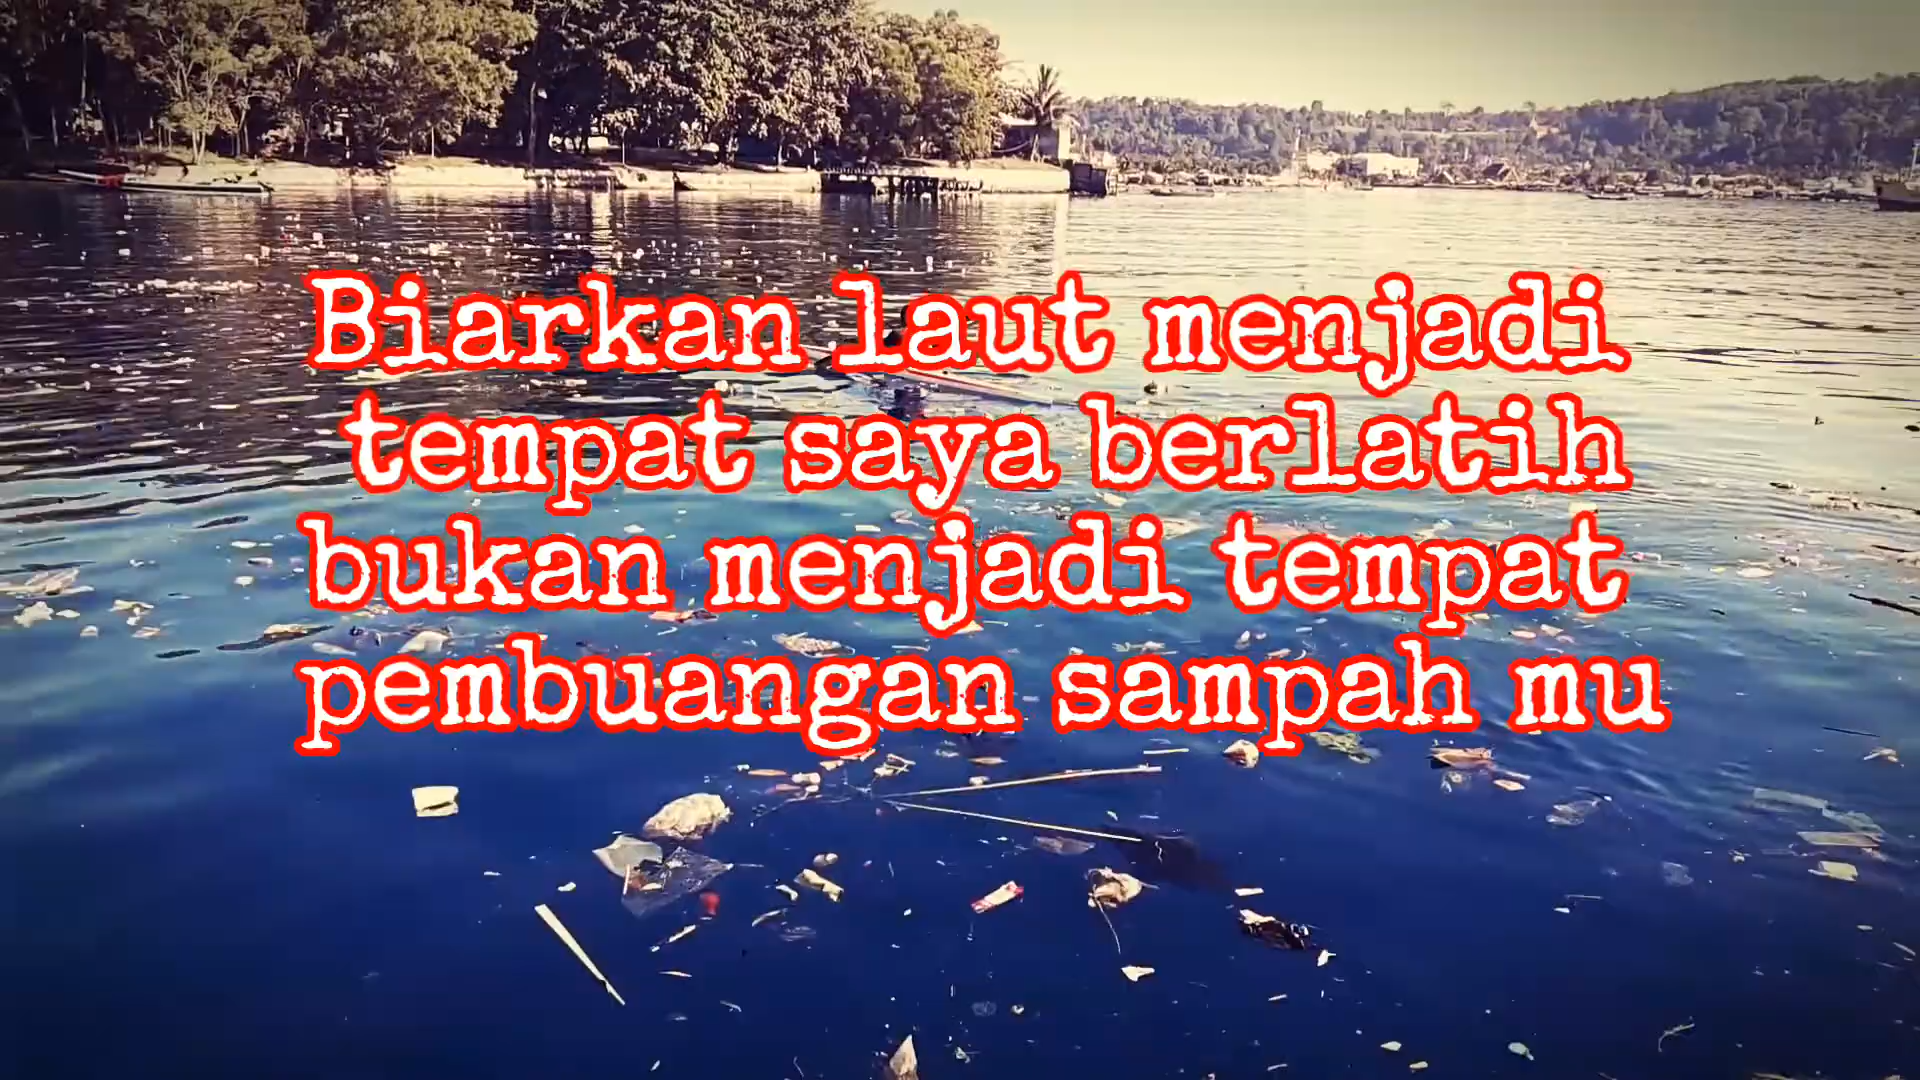 Biarkan laut menjadi
tempat saya berlatih
bukan menjadi tempat
pembuangan sampah mu